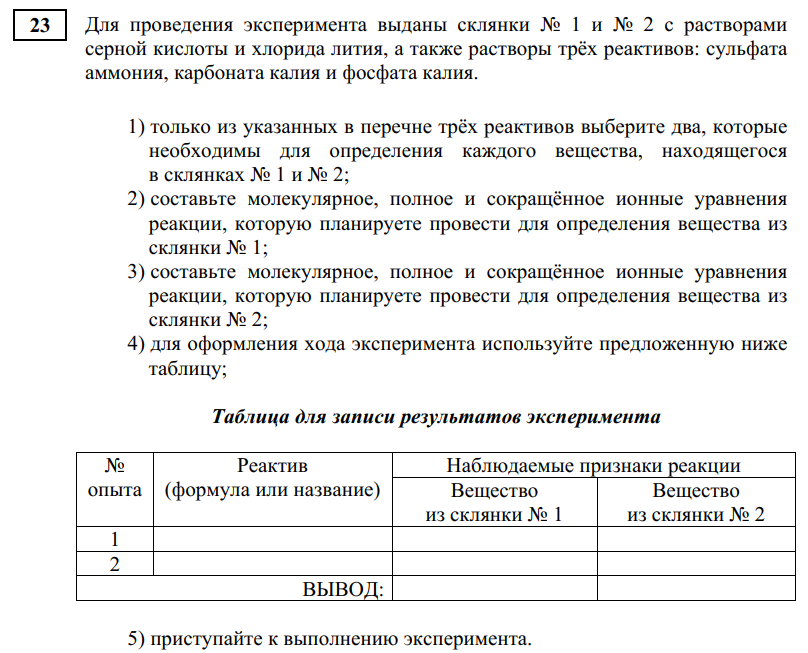 23 Для проведения эксперимента выданы склянки № 1 и № 2 с растворами
серной кислоты и хлорида лития, а также растворы трёх реактивов: сульфата
аммония, карбоната калия и фосфата калия.
1) только из указанных в перечне трёх реактивов выберите два, которые
необходимы для определения каждого вещества, находящегося
в склянках № 1 и № 2;
2) составьте молекулярное, полное и сокращённое ионные уравнения
реакции, которую планируете провести для определения вещества из
склянки № 1;
3) составьте молекулярное, полное и сокращённое ионные уравнения
реакции, которую планируете провести для определения вещества из
склянки № 2;
4) для оформления хода эксперимента используйте предложенную ниже
таблицу;
Таблица для записи результатов эксперимента
№ опыта
Реактив
(формула или название)
Наблюдаемые признаки реакции
Вещество
из склянки № 1
Вещество
из склянки № 2
1
2
ВЫВОД:
5) приступайте к выполнению эксперимента.